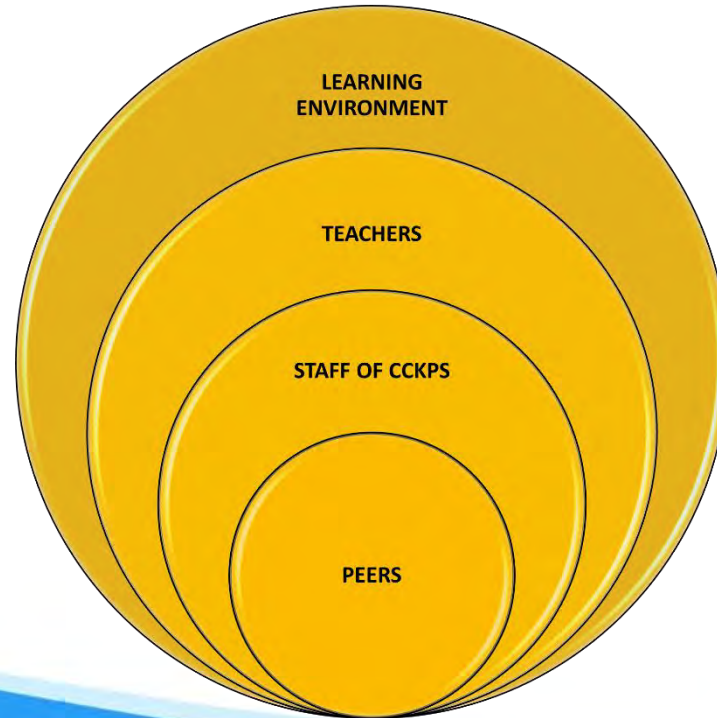 LEARNING
ENVIRONMENT
TEACHERS
STAFF OF CCKPS
PEERS